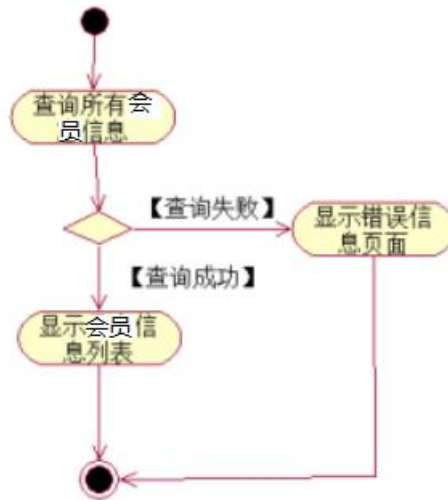 查询所有会
员信息
【查询失败】
显示错误信
息页面
【查询成功】
显示会员信
息列表